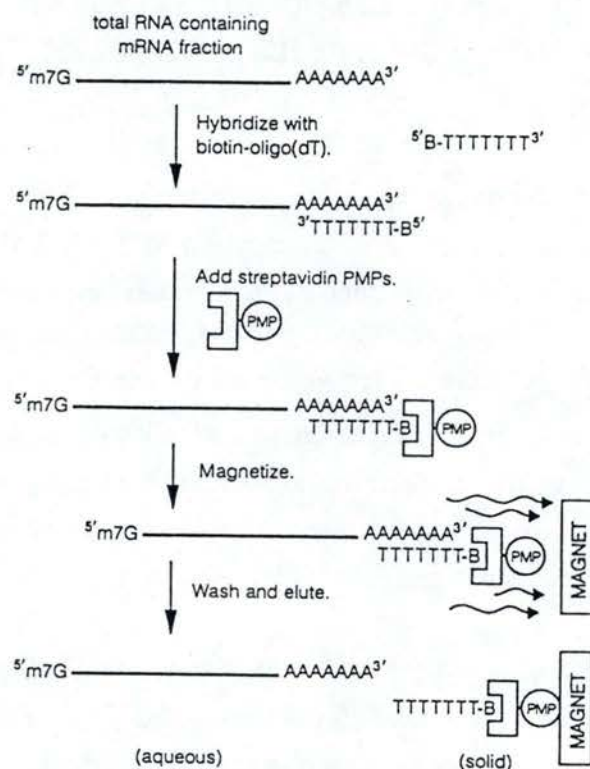 total RNA containing
mRNA fraction
5'm7G AAAAAAA3'
Hybridize with
biotin-oligo(dT).
5'B-TTTTTTT3'
5'm7G AAAAAAA3'
3'TTTTTTT-B5'
Add streptavidin PMPs.
PMP
5'm7G AAAAAAA3'
TTTTTTT-B PMP
Magnetize.
5'm7G AAAAAAA3'
TTTTTTT-B PMP
MAGNET
Wash and elute.
5'm7G AAAAAAA3'
TTTTTTT-B PMP
MAGNET
(aqueous) (solid)